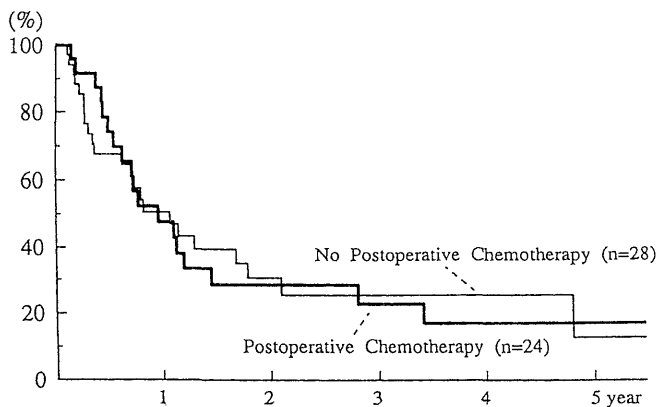 (%)
100
80
60
40
20
0
No Postoperative Chemotherapy (n=28)
Postoperative Chemotherapy (n=24)
1 2 3 4 5 year